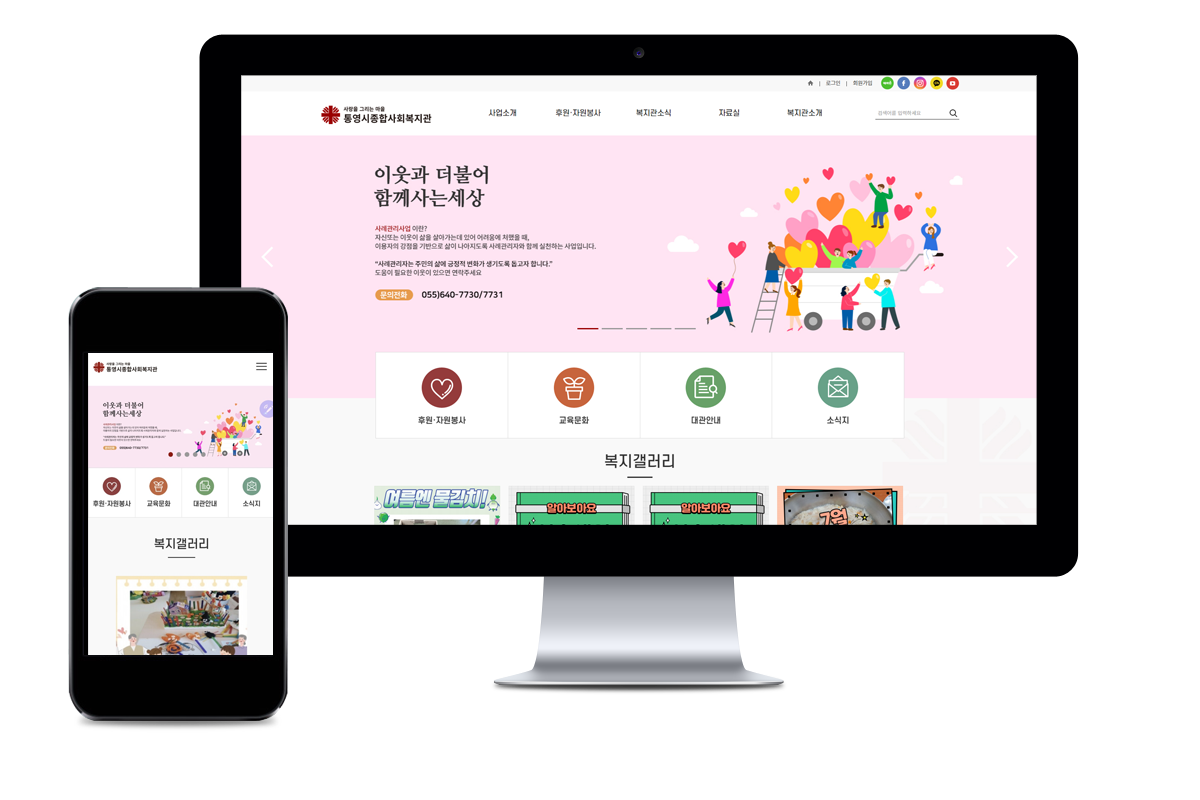 로그인 | 회원가입
사랑을 그리는 마을
통영시종합사회복지관
사업소개 후원·자원봉사 복지관소식 자료실 복지관소개
검색어를 입력하세요
이웃과 더불어
함께사는세상
사례관리사업 이란?
자신또는 이웃이 삶을 살아가는데 있어 어려움에 처했을 때,
이용자의 강점을 기반으로 삶이 나아지도록 사례관리자와 함께 실천하는 사업입니다.
"사례관리자는 주민의 삶에 긍정적 변화가 생기도록 돕고자 합니다."
도움이 필요한 이웃이 있으면 연락주세요
문의전화 055)640-7730/7731
후원·자원봉사 교육문화 대관안내 소식지
복지갤러리
여름엔 물김치!
알아보아요
알아보아요
7월
사랑을 그리는 마을
통영시종합사회복지관
이웃과 더불어
함께사는세상
후원·자원봉사 교육문화 대관안내 소식지
복지갤러리